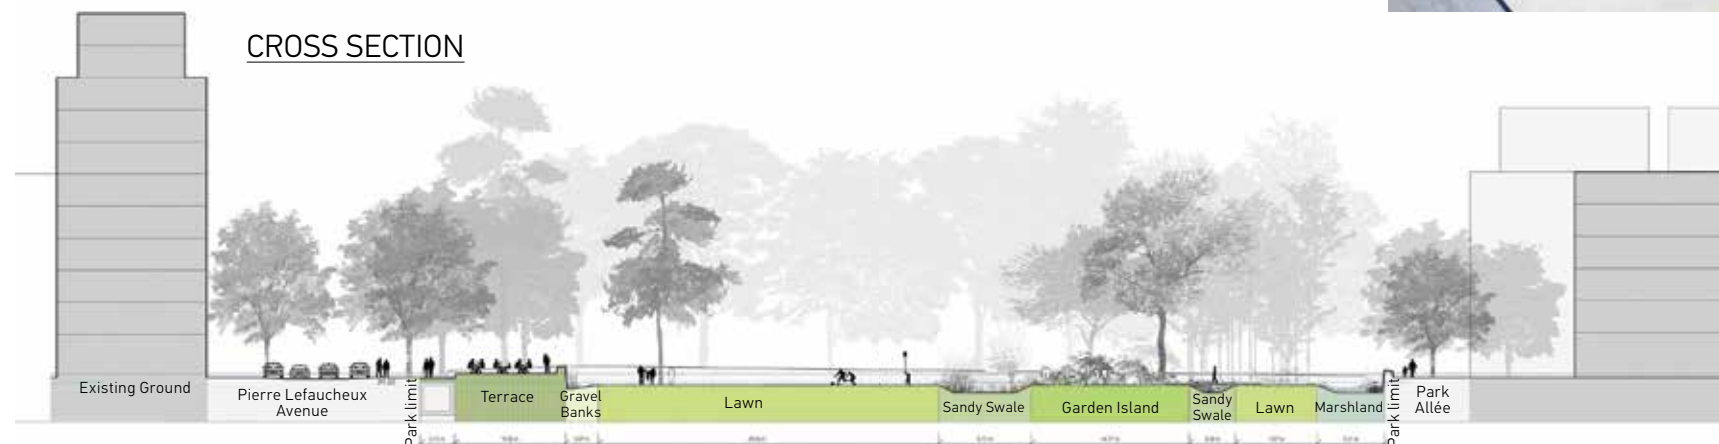 CROSS SECTION
Existing Ground
Pierre Lefaucheux
Avenue
Park limit
Terrace
Gravel
Banks
Lawn
Sandy Swale
Garden Island
Sandy
Swale
Lawn
Marshland
Park limit
Park
Allée